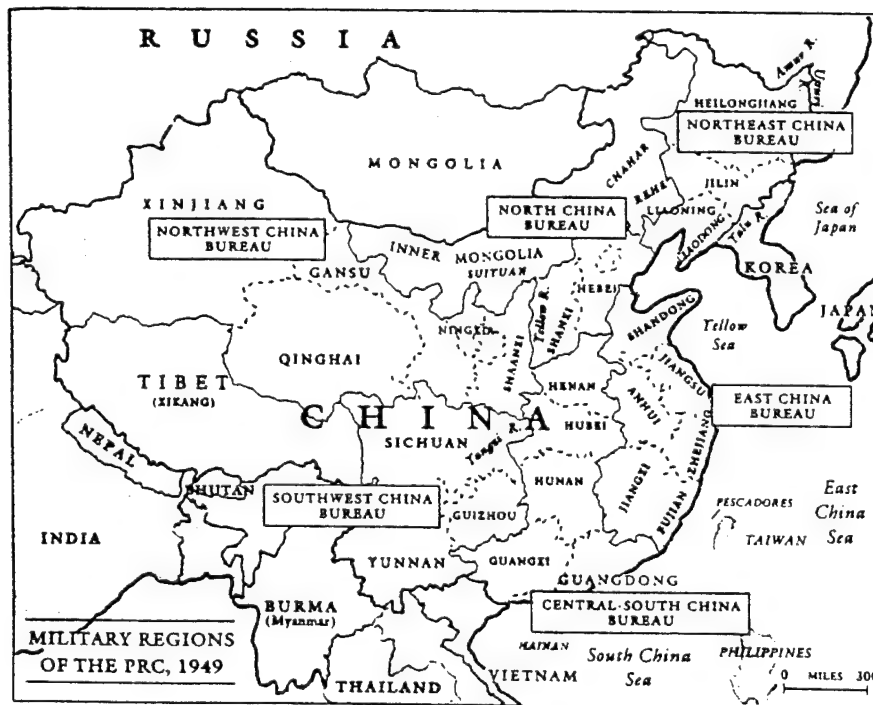 RUSSIA
Amur R.
Ussuri R.
HEILONGJIANG
NORTHEAST CHINA
BUREAU
MONGOLIA
CHAHAR
JILIN
REHE
XINJIANG
NORTHWEST CHINA
BUREAU
NORTH CHINA
BUREAU
LIAONING
LIAODONG
Yalu R.
Sea of
Japan
INNER MONGOLIA
SUIYUAN
GANSU
HEBEI
KOREA
JAPAN
NINGXIA
Yellow R.
SHANXI
SHANDONG
Yellow
Sea
QINGHAI
SHAANXI
JIANGSU
TIBET
(XIKANG)
HENAN
ANHUI
EAST CHINA
BUREAU
CHINA
SICHUAN
Yangzi R.
HUBEI
ZHEJIANG
NEPAL
BHUTAN
SOUTHWEST CHINA
BUREAU
HUNAN
JIANGXI
FUJIAN
PESCADORES
TAIWAN
East
China
Sea
GUIZHOU
INDIA
YUNNAN
GUANGXI
GUANGDONG
CENTRAL-SOUTH CHINA
BUREAU
BURMA
(Myanmar)
MILITARY REGIONS
OF THE PRC, 1949
HAINAN
South China
Sea
PHILIPPINES
VIETNAM
THAILAND
0 MILES 300